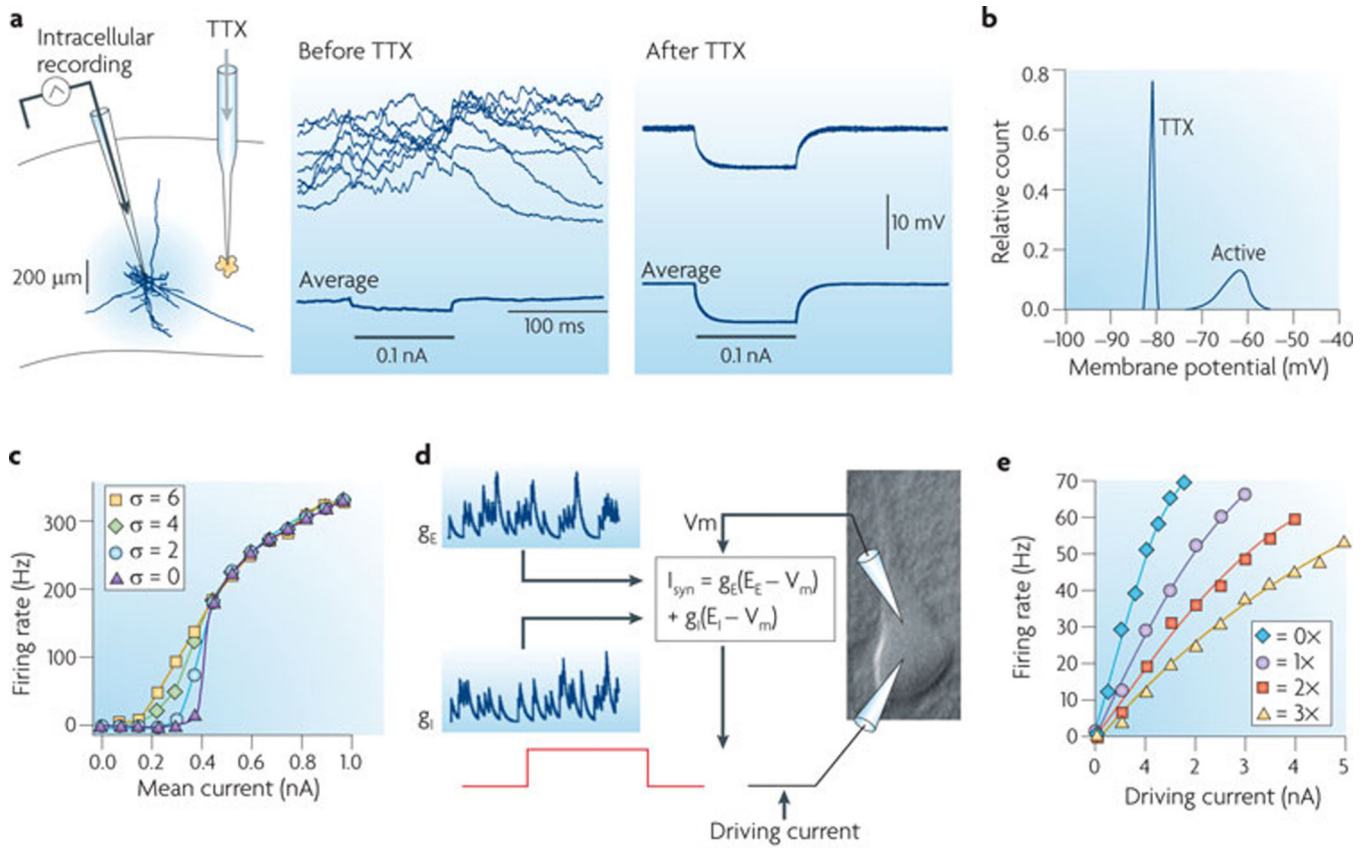 a
Intracellular
recording
TTX
200 μm
Before TTX
Average
0.1 nA
100 ms
After TTX
Average
0.1 nA
10 mV
b
Relative count
0.8
0.6
0.4
0.2
0.0
TTX
Active
–100 –90 –80 –70 –60 –50 –40
Membrane potential (mV)
c
Firing rate (Hz)
300
200
100
0
σ = 6
σ = 4
σ = 2
σ = 0
0.0 0.2 0.4 0.6 0.8 1.0
Mean current (nA)
d
gE
gI
Vm
Isyn = gE(EE – Vm)
+ gI(EI – Vm)
Driving current
e
Firing rate (Hz)
70
60
50
40
30
20
10
0
= 0×
= 1×
= 2×
= 3×
0 4 2 3 4 5
Driving current (nA)